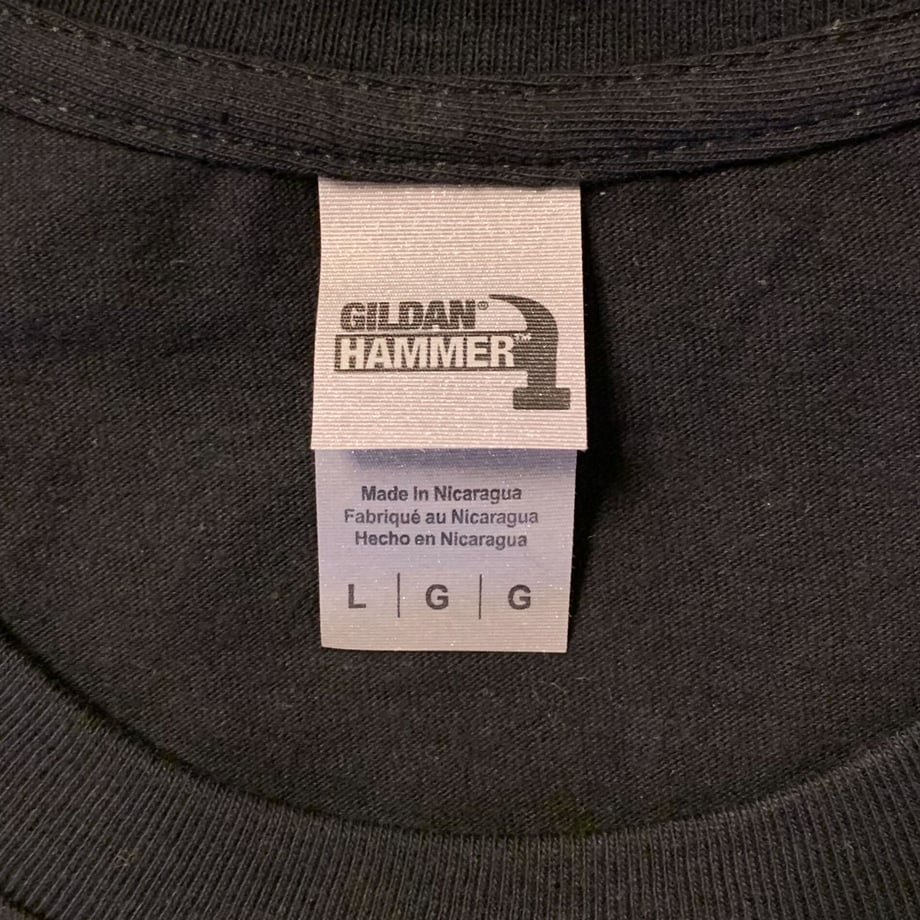 GILDAN®
HAMMER™
Made in Nicaragua
Fabriqué au Nicaragua
Hecho en Nicaragua
L | G | G